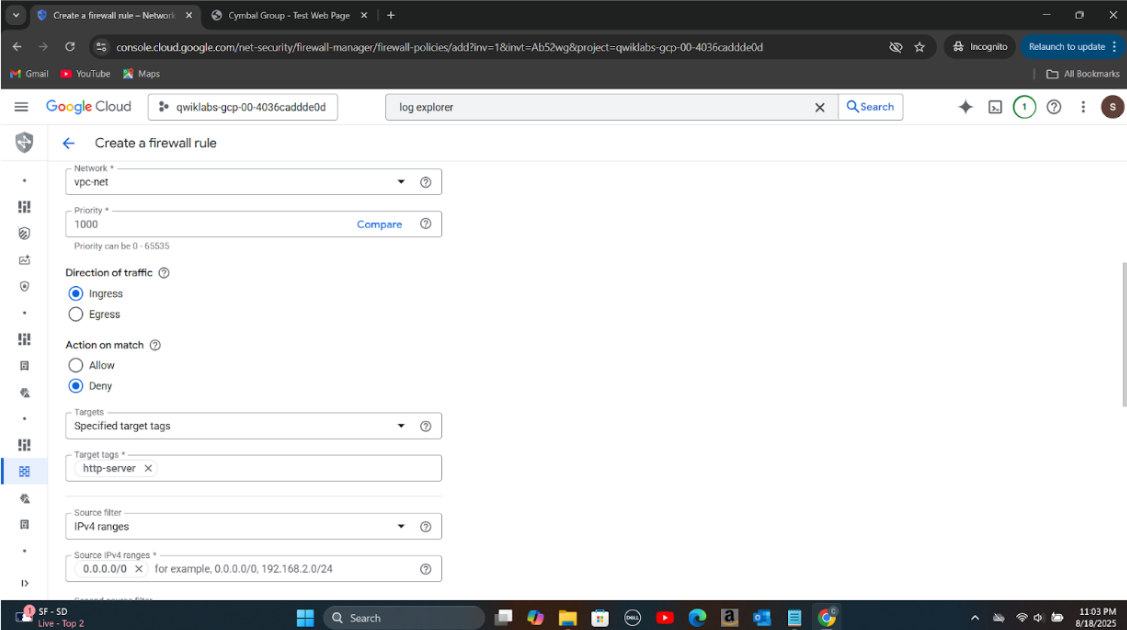 Create a firewall rule – Network
Cymbal Group - Test Web Page
console.cloud.google.com/net-security/firewall-manager/firewall-policies/add?inv=1&invt=Ab52wg&project=qwiklabs-gcp-00-4036caddde0d
Incognito
Relaunch to update
Gmail
YouTube
Maps
All Bookmarks
Google Cloud
qwiklabs-gcp-00-4036caddde0d
log explorer
Search
1
S
Create a firewall rule
Network *
vpc-net
Priority *
1000
Compare
Priority can be 0 - 65535
Direction of traffic
Ingress
Egress
Action on match
Allow
Deny
Targets
Specified target tags
Target tags *
http-server
Source filter
IPv4 ranges
Source IPv4 ranges *
0.0.0.0/0 for example, 0.0.0.0/0, 192.168.2.0/24
1
SF - SD
Live - Top 2
Search
DELL
a
11:03 PM
8/18/2025